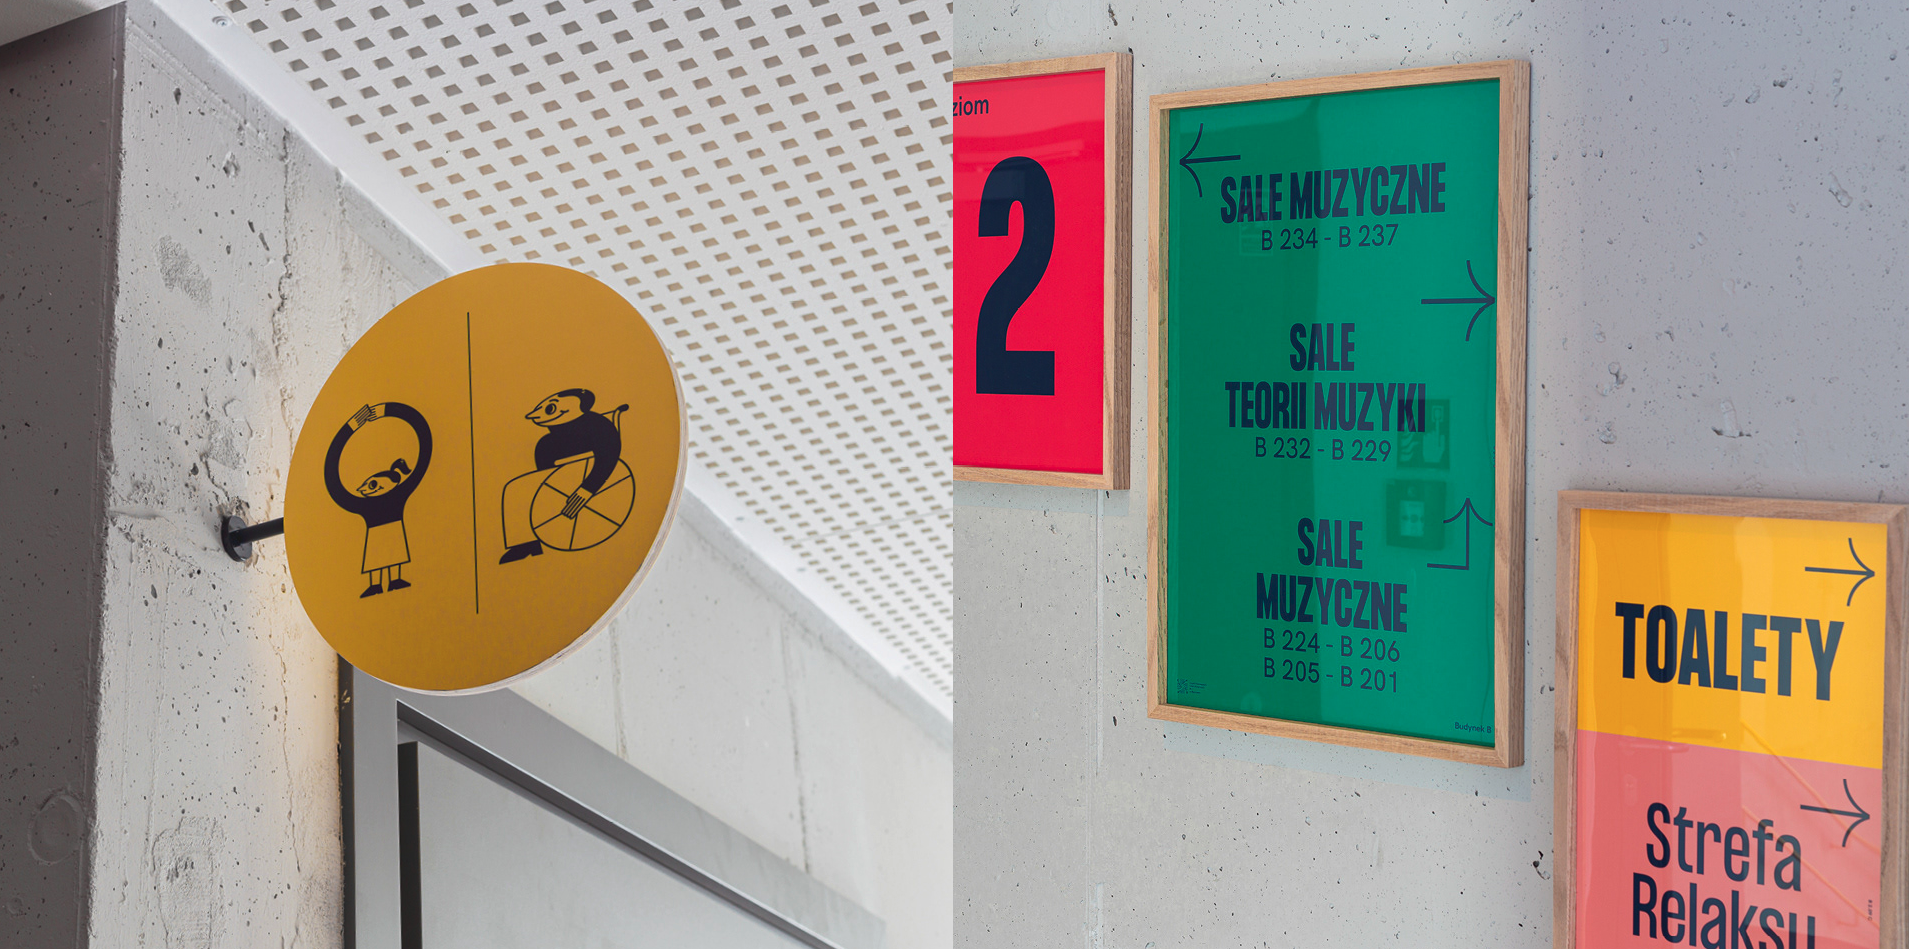 ziom
2
SALE MUZYCZNE
B 234 - B 237
SALE
TEORII MUZYKI
B 232 - B 229
SALE
MUZYCZNE
B 224 - B 206
B 205 - B 201
Budynek B
TOALETY
Strefa
Relaksu